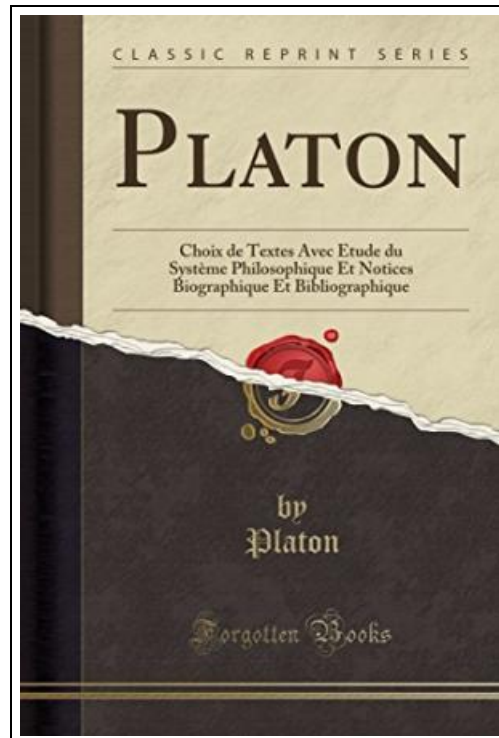 CLASSIC REPRINT SERIES
PLATON
Choix de Textes Avec Etude du
Système Philosophique Et Notices
Biographique Et Bibliographique
by
Platon
Forgotten Books